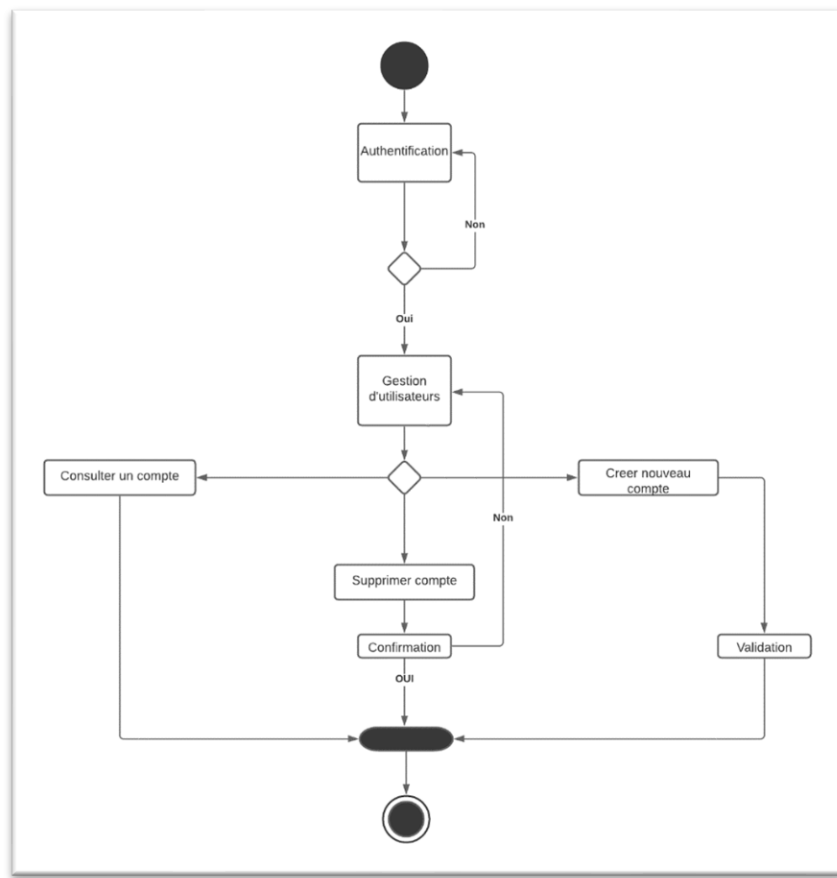 Authentification
Non
Oui
Gestion
d'utilisateurs
Consulter un compte
Creer nouveau
compte
Non
Supprimer compte
Confirmation
Validation
OUI